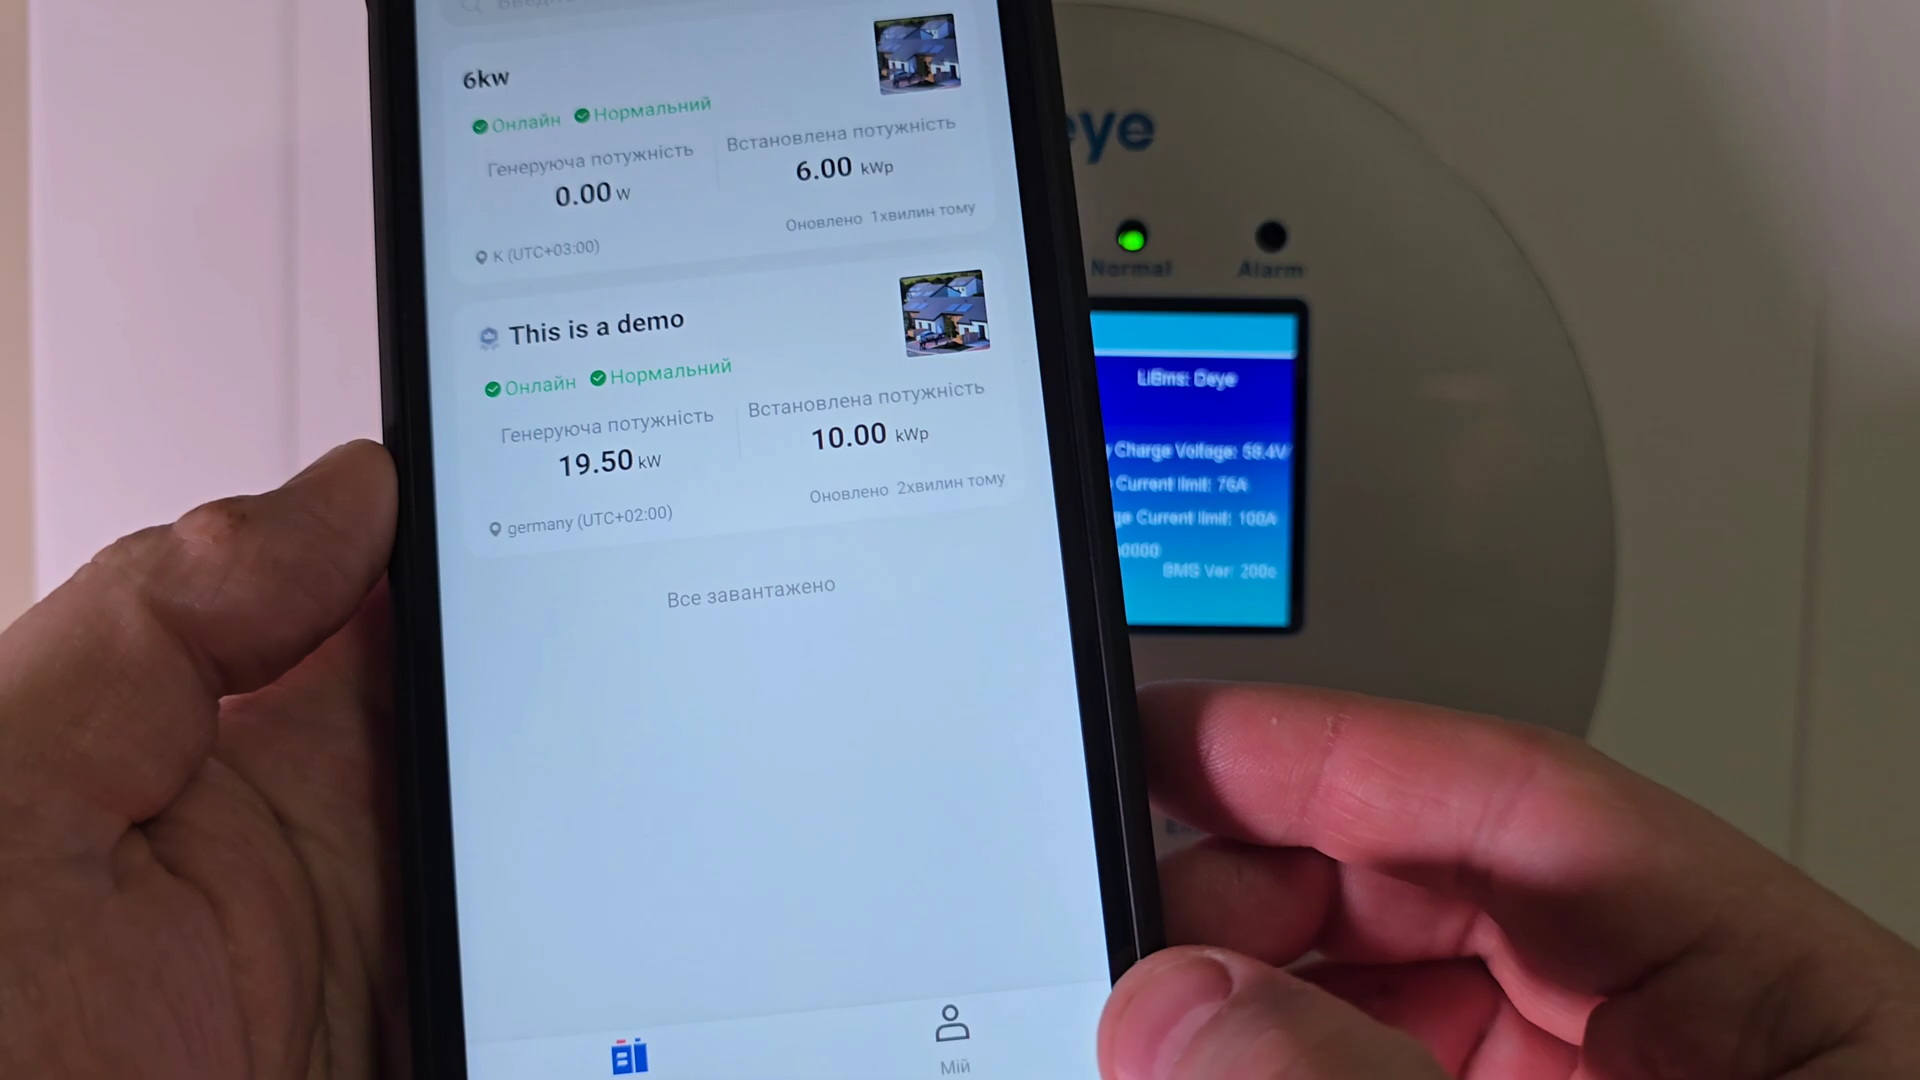 6kw
Онлайн Нормальний
Генеруюча потужність
0.00 W
Встановлена потужність
6.00 kWp
Оновлено 1хвилин тому
K (UTC+03:00)
This is a demo
Онлайн Нормальний
Генеруюча потужність
19.50 kW
Встановлена потужність
10.00 kWp
Оновлено 2хвилин тому
germany (UTC+02:00)
Все завантажено
Мій
eye
Normal
Alarm
Deye
Charge Voltage: 58.4V
Current limit: 76A
Current limit: 100A
0000
BMS Ver: